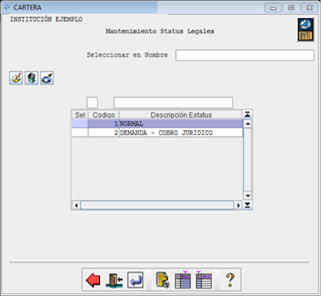 CARTERA
INSTITUCIÓN EJEMPLO
Mantenimiento Status Legales
Seleccionar en Nombre
Sel Codigo Descripción Estatus
1 NORMAL
2 DEMANDA - COBRO JURIDICO
?